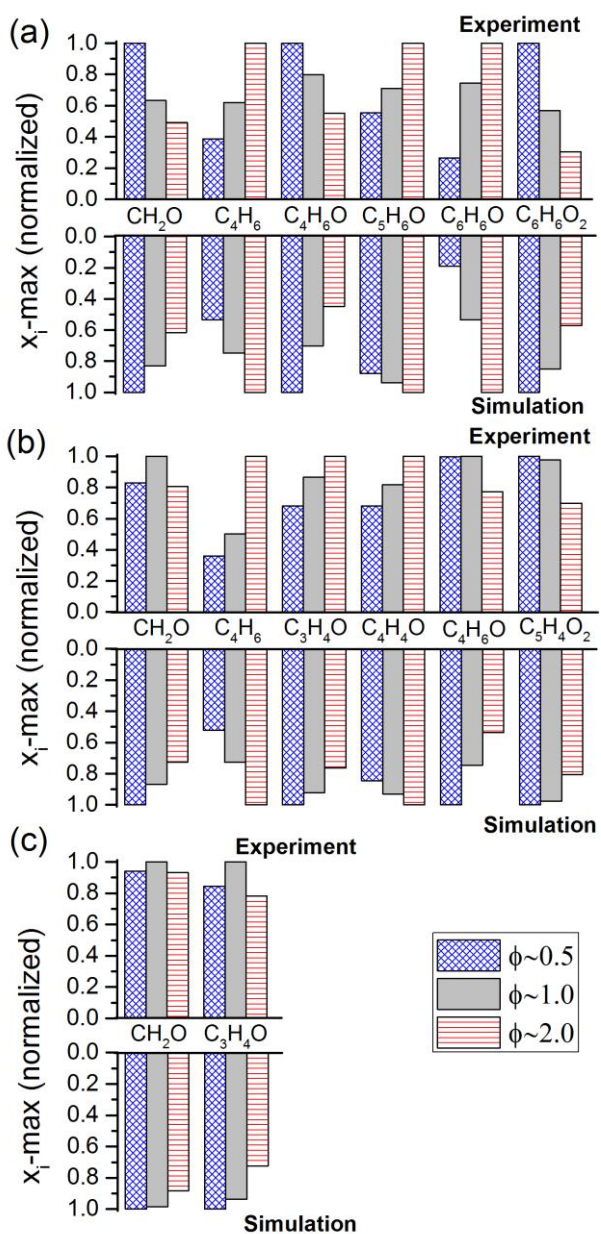 (a)
Experiment
x_i-max (normalized)
1.0
0.8
0.6
0.4
0.2
0.0
CH₂O C₄H₆ C₄H₆O C₅H₆O C₆H₆O C₆H₆O₂
0.0
0.2
0.4
0.6
0.8
1.0
Simulation
(b)
Experiment
x_i-max (normalized)
1.0
0.8
0.6
0.4
0.2
0.0
CH₂O C₄H₆ C₃H₄O C₄H₄O C₄H₆O C₅H₄O₂
0.0
0.2
0.4
0.6
0.8
1.0
Simulation
(c)
Experiment
x_i-max (normalized)
1.0
0.8
0.6
0.4
0.2
0.0
CH₂O C₃H₄O
0.0
0.2
0.4
0.6
0.8
1.0
Simulation
ϕ~0.5
ϕ~1.0
ϕ~2.0